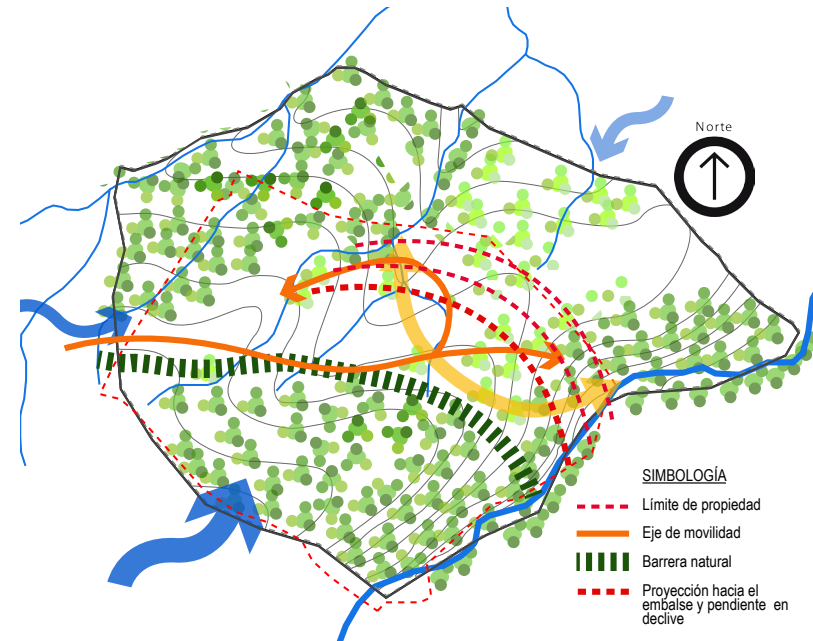 Norte
SIMBOLOGÍA
Límite de propiedad
Eje de movilidad
Barrera natural
Proyección hacia el
embalse y pendiente en
declive